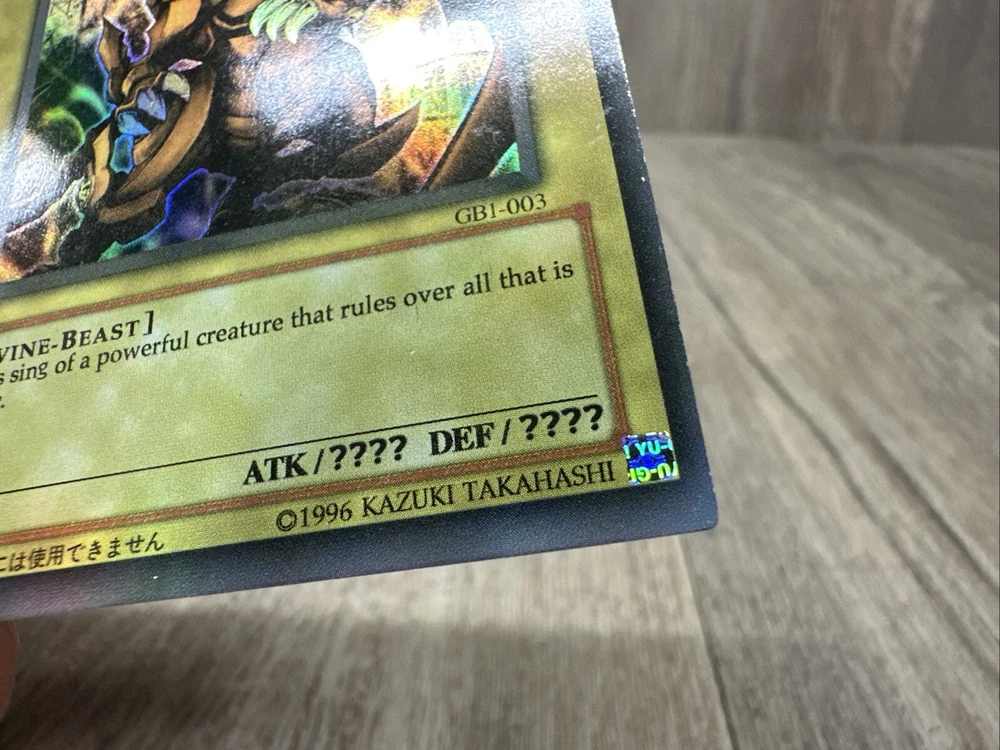 GB1-003
VINE-BEAST]
s sing of a powerful creature that rules over all that is
ATK/???? DEF/????
©1996 KAZUKI TAKAHASHI
には使用できません